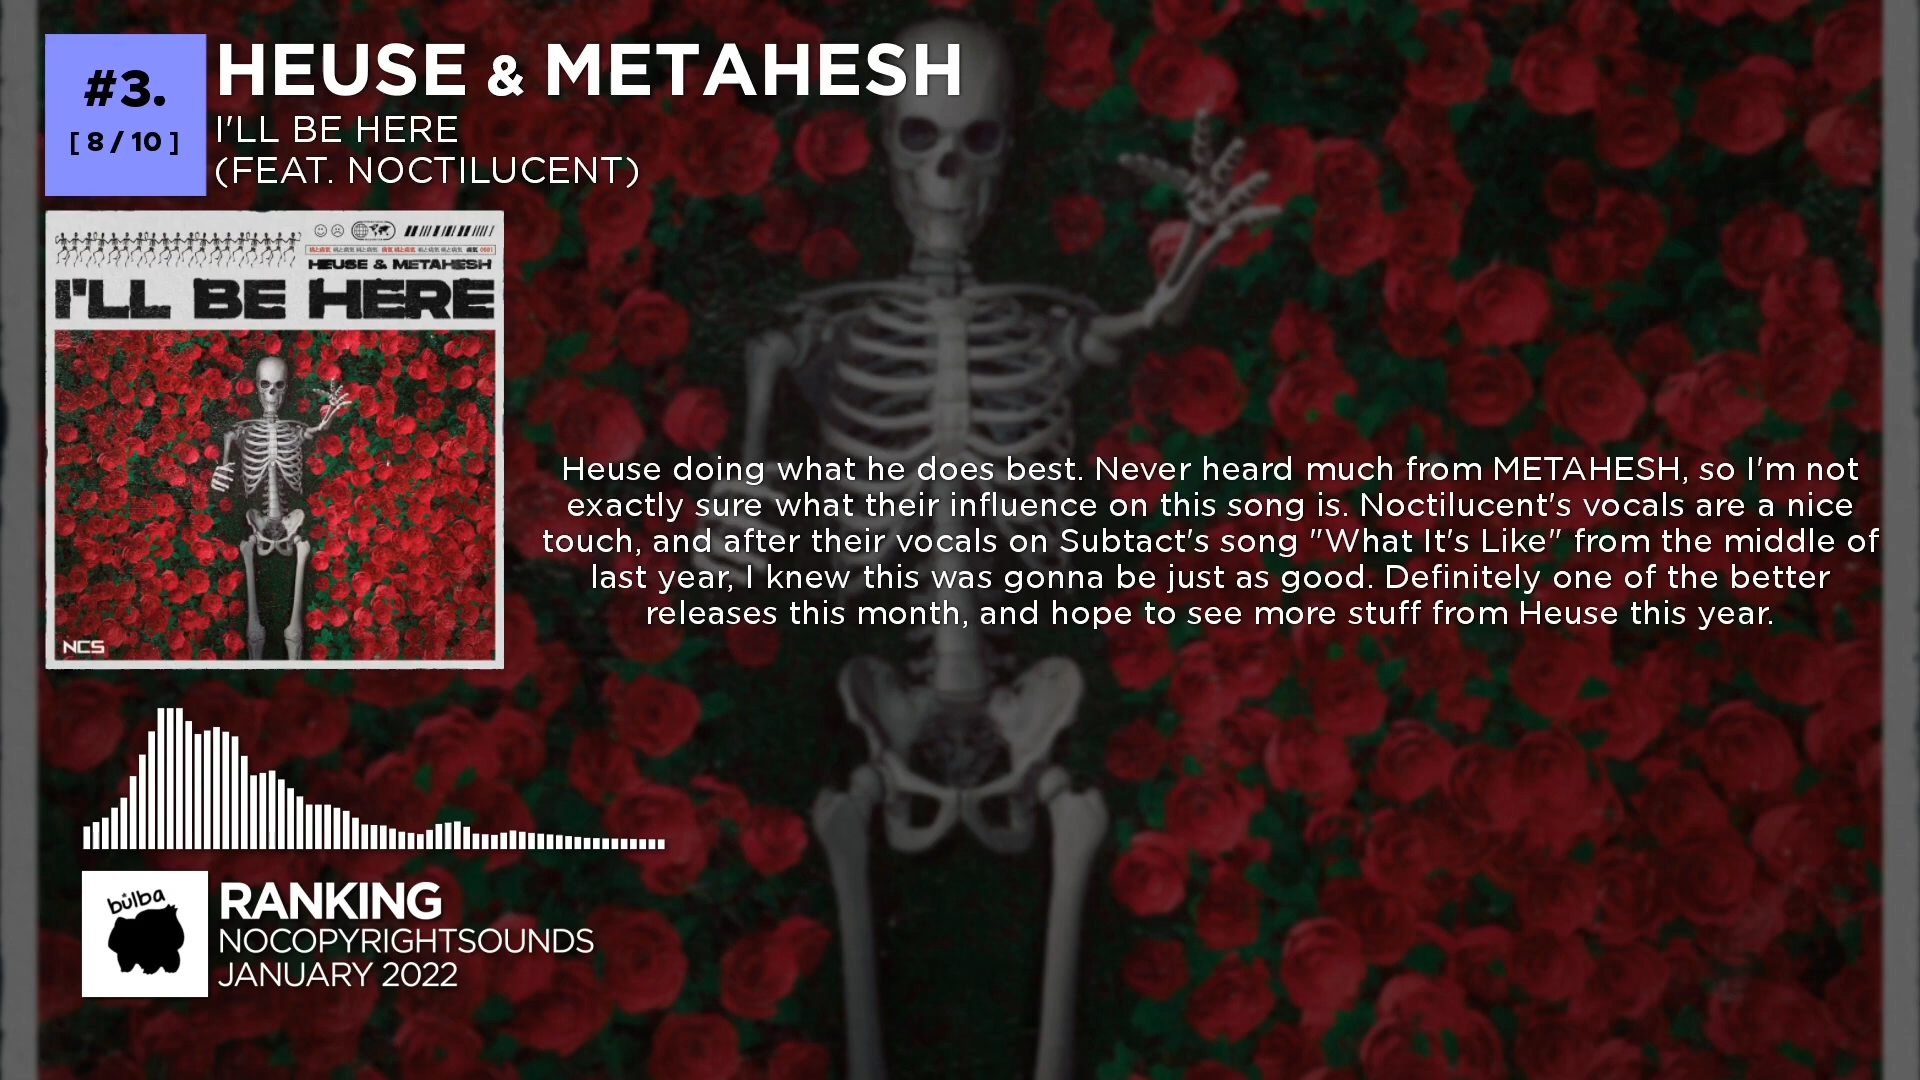 #3.
[ 8 / 10 ]
HEUSE & METAHESH
I'LL BE HERE
(FEAT. NOCTILUCENT)
HEUSE & METAHESH
I'LL BE HERE
NCS
Heuse doing what he does best. Never heard much from METAHESH, so I'm not
exactly sure what their influence on this song is. Noctilucent's vocals are a nice
touch, and after their vocals on Subtact's song "What It's Like" from the middle of
last year, I knew this was gonna be just as good. Definitely one of the better
releases this month, and hope to see more stuff from Heuse this year.
bulba
RANKING
NOCOPYRIGHTSOUNDS
JANUARY 2022